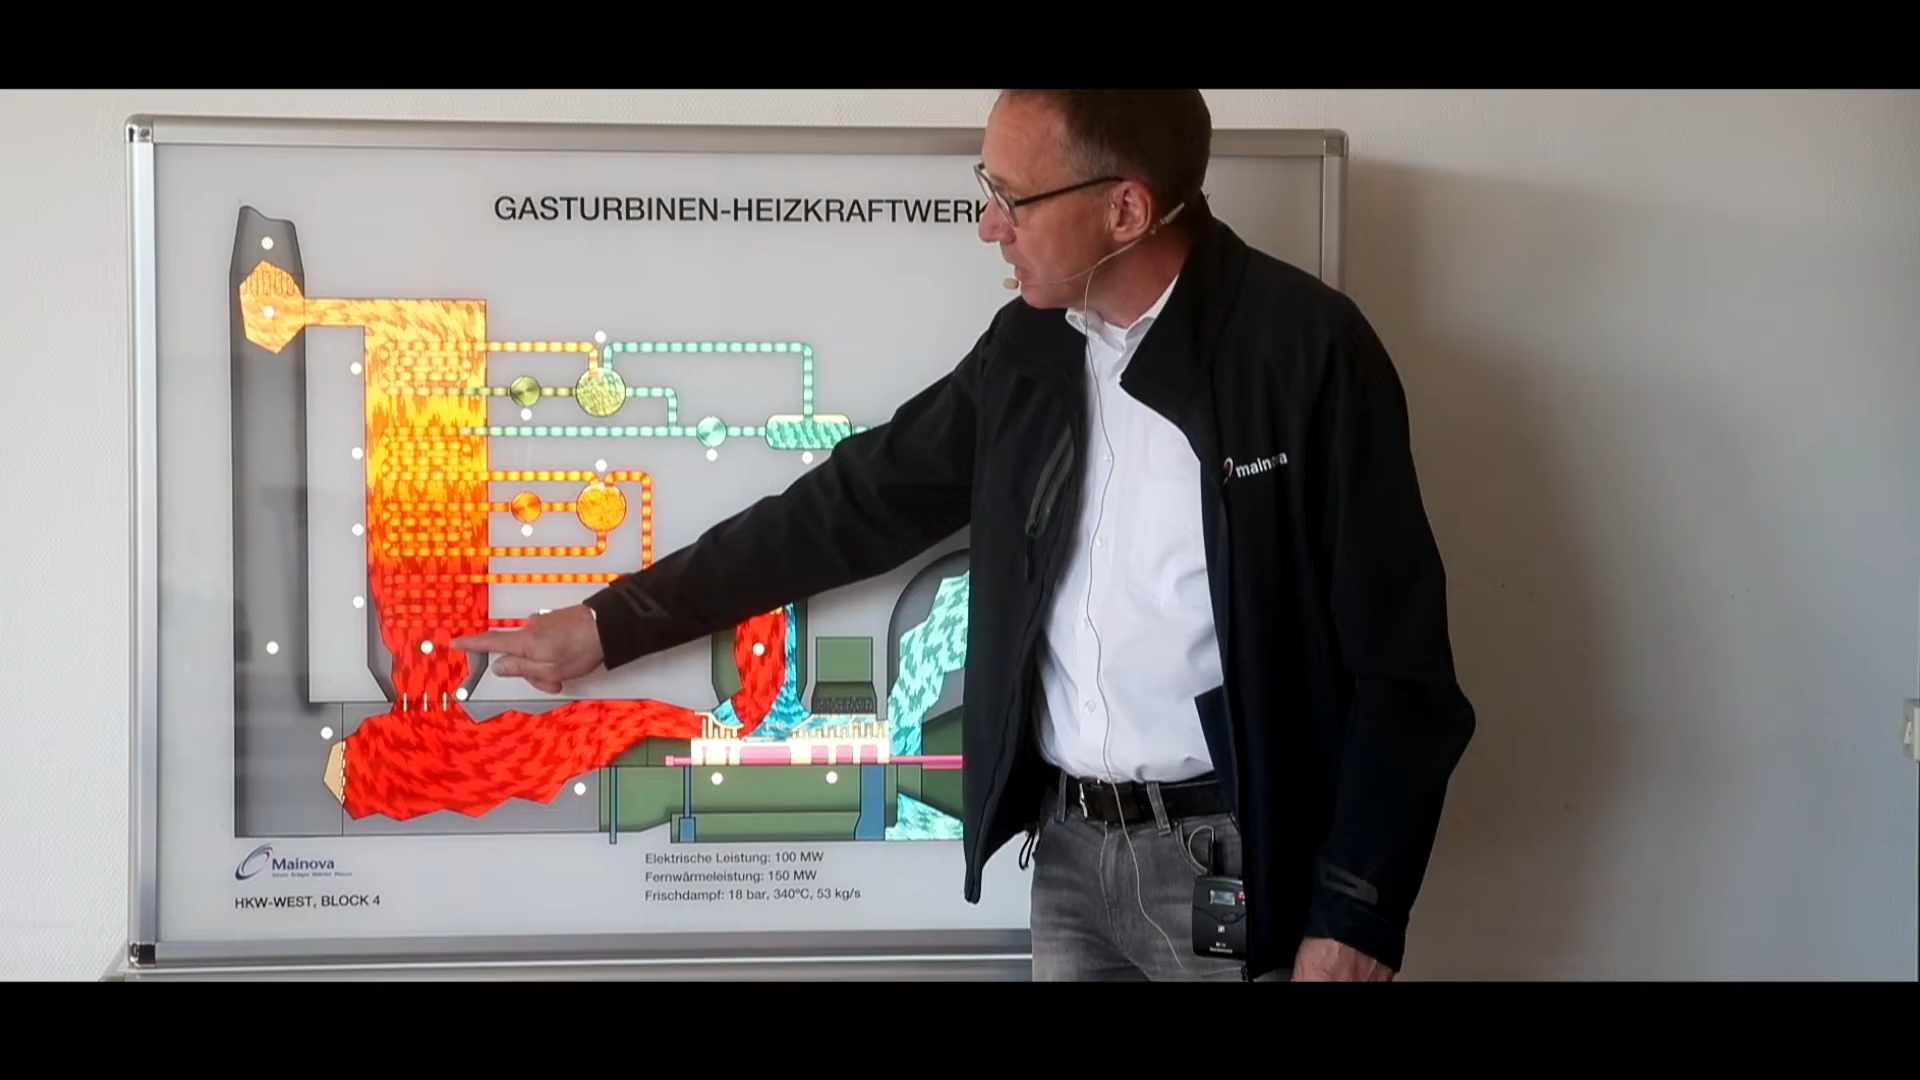 GASTURBINEN-HEIZKRAFTWERK
mainova
Mainova
HKW-WEST, BLOCK 4
Elektrische Leistung: 100 MW
Fernwärmeleistung: 150 MW
Frischdampf: 18 bar, 340°C, 53 kg/s